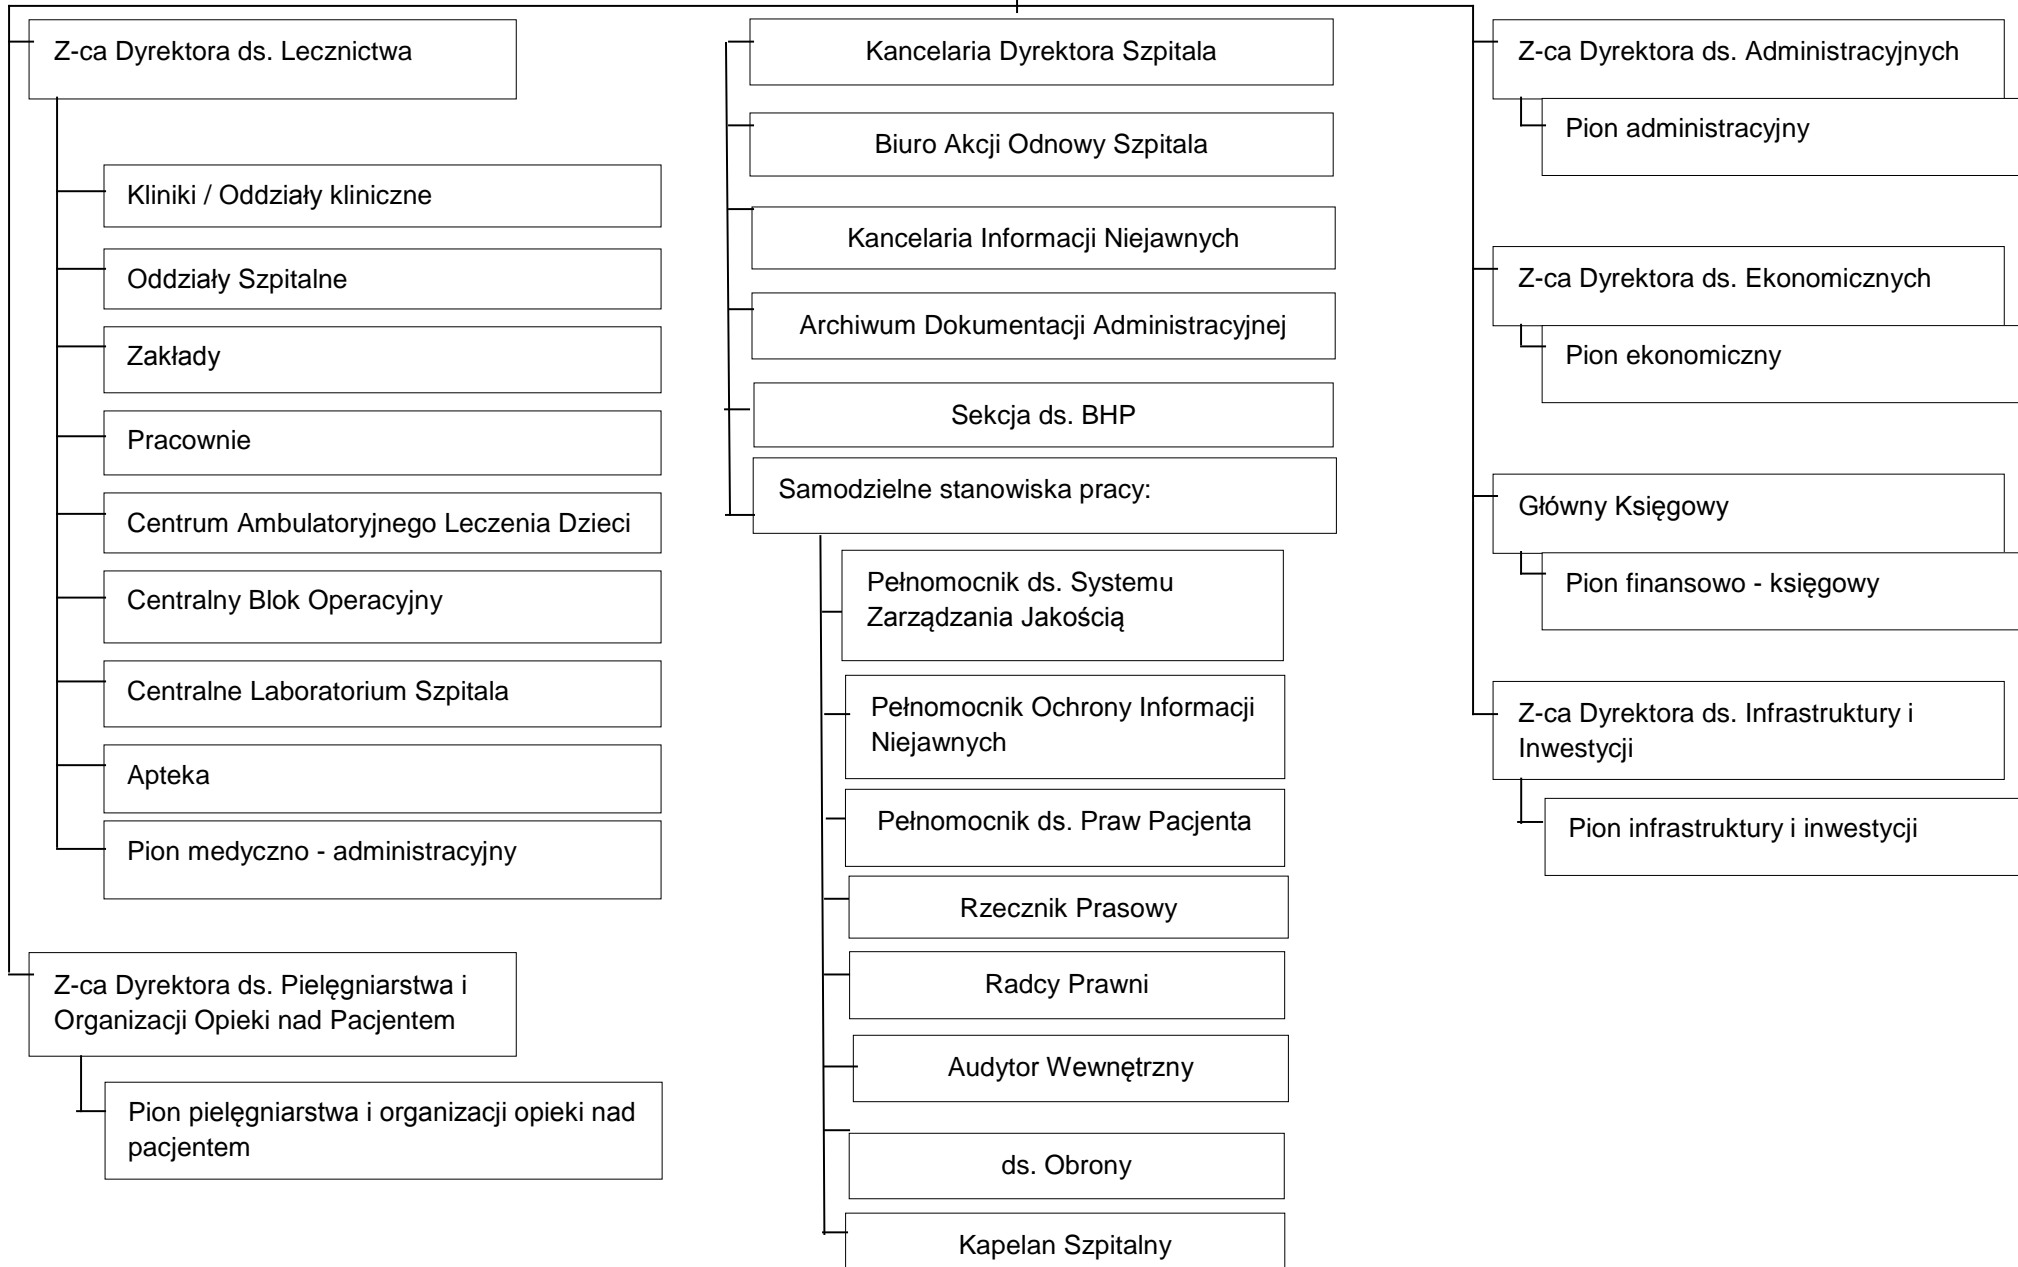 Z-ca Dyrektora ds. Lecznictwa
Kliniki / Oddziały kliniczne
Oddziały Szpitalne
Zakłady
Pracownie
Centrum Ambulatoryjnego Leczenia Dzieci
Centralny Blok Operacyjny
Centralne Laboratorium Szpitala
Apteka
Pion medyczno - administracyjny
Z-ca Dyrektora ds. Pielęgniarstwa i
Organizacji Opieki nad Pacjentem
Pion pielęgniarstwa i organizacji opieki nad
pacjentem
Kancelaria Dyrektora Szpitala
Biuro Akcji Odnowy Szpitala
Kancelaria Informacji Niejawnych
Archiwum Dokumentacji Administracyjnej
Sekcja ds. BHP
Samodzielne stanowiska pracy:
Pełnomocnik ds. Systemu
Zarządzania Jakością
Pełnomocnik Ochrony Informacji
Niejawnych
Pełnomocnik ds. Praw Pacjenta
Rzecznik Prasowy
Radcy Prawni
Audytor Wewnętrzny
ds. Obrony
Kapelan Szpitalny
Z-ca Dyrektora ds. Administracyjnych
Pion administracyjny
Z-ca Dyrektora ds. Ekonomicznych
Pion ekonomiczny
Główny Księgowy
Pion finansowo - księgowy
Z-ca Dyrektora ds. Infrastruktury i
Inwestycji
Pion infrastruktury i inwestycji